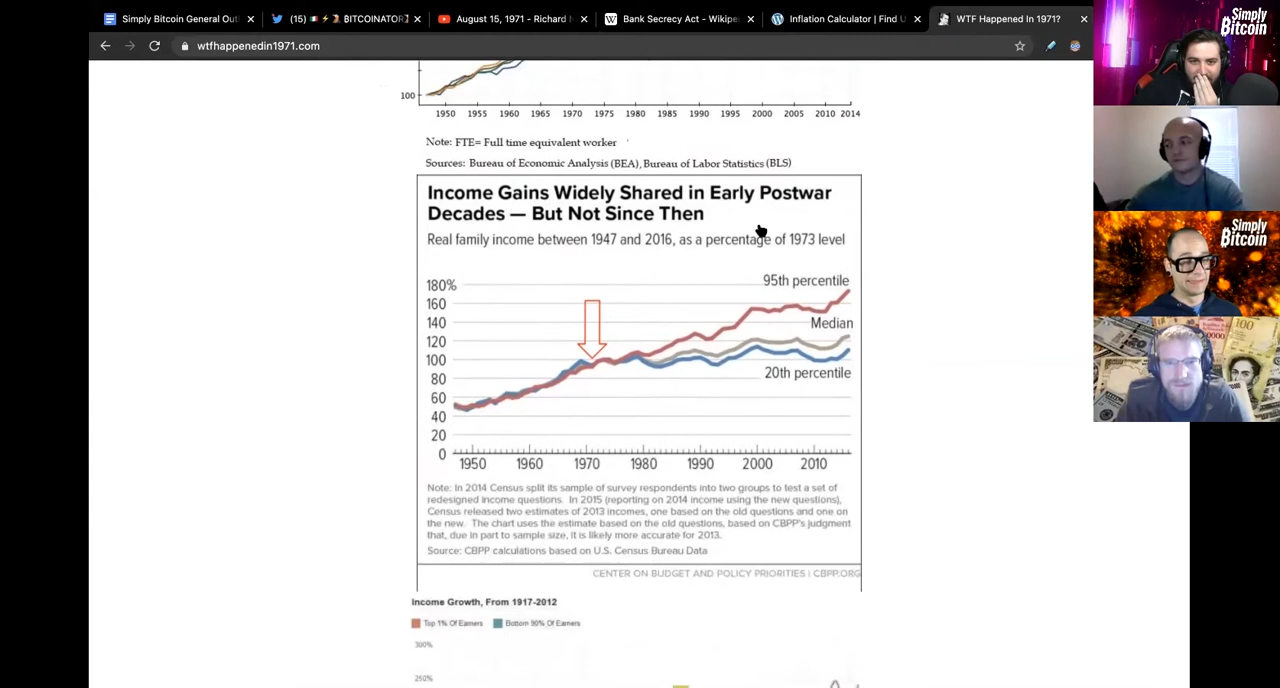 Simply Bitcoin General Out
(15)
BITCOINATOR
August 15, 1971 - Richard N
Bank Secrecy Act - Wikipe
Inflation Calculator | Find U
WTF Happened In 1971?
wtfhappenedin1971.com
Simply
Bitcoin
100
1950 1955 1960 1965 1970 1975 1980 1985 1990 1995 2000 2005 2010 2014
Note: FTE= Full time equivalent worker
Sources: Bureau of Economic Analysis (BEA), Bureau of Labor Statistics (BLS)
Income Gains Widely Shared in Early Postwar
Decades — But Not Since Then
Real family income between 1947 and 2016, as a percentage of 1973 level
Simply
Bitcoin
180%
160
140
120
100
80
60
40
20
0
95th percentile
Median
20th percentile
1950 1960 1970 1980 1990 2000 2010
100
Note: In 2014 Census split its sample of survey respondents into two groups to test a set of
redesigned income questions. In 2015 (reporting on 2014 income using the new questions),
Census released two estimates of 2013 incomes, one based on the old questions and one on
the new. The chart uses the estimate based on the old questions, based on CBPP's judgment
that, due in part to sample size, it is likely more accurate for 2013.
Source: CBPP calculations based on U.S. Census Bureau Data
CENTER ON BUDGET AND POLICY PRIORITIES | CBPP.ORG
Income Growth, From 1917-2012
Top 1% Of Earners
Bottom 90% Of Earners
300%
250%